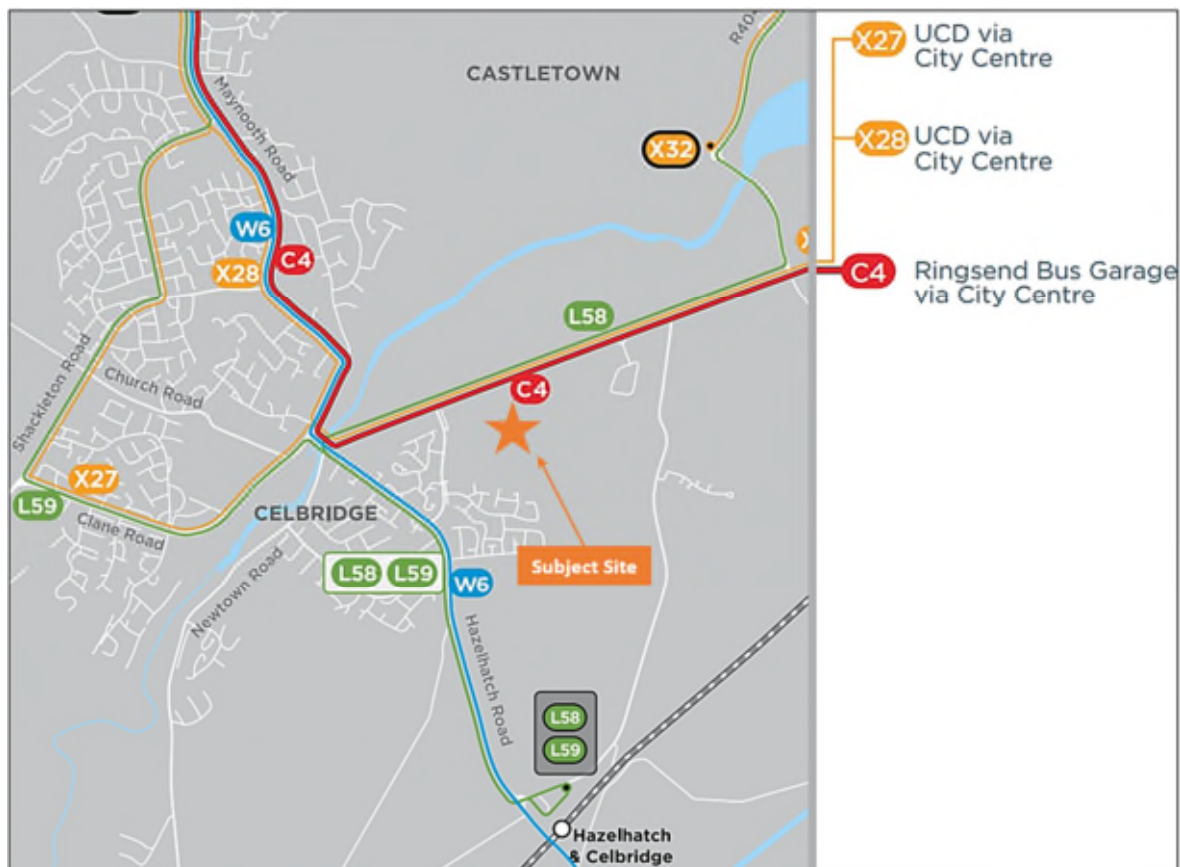 CASTLETOWN
R40
Maynooth Road
X32
W6
X28
C4
L58
C4
Shackleton Road
Church Road
X27
L59
Clane Road
CELBRIDGE
Subject Site
L58 L59
W6
Newtown Road
Hazelhatch Road
L58
L59
Hazelhatch
& Celbridge
X27
UCD via
City Centre
X28
UCD via
City Centre
C4
Ringsend Bus Garage
via City Centre